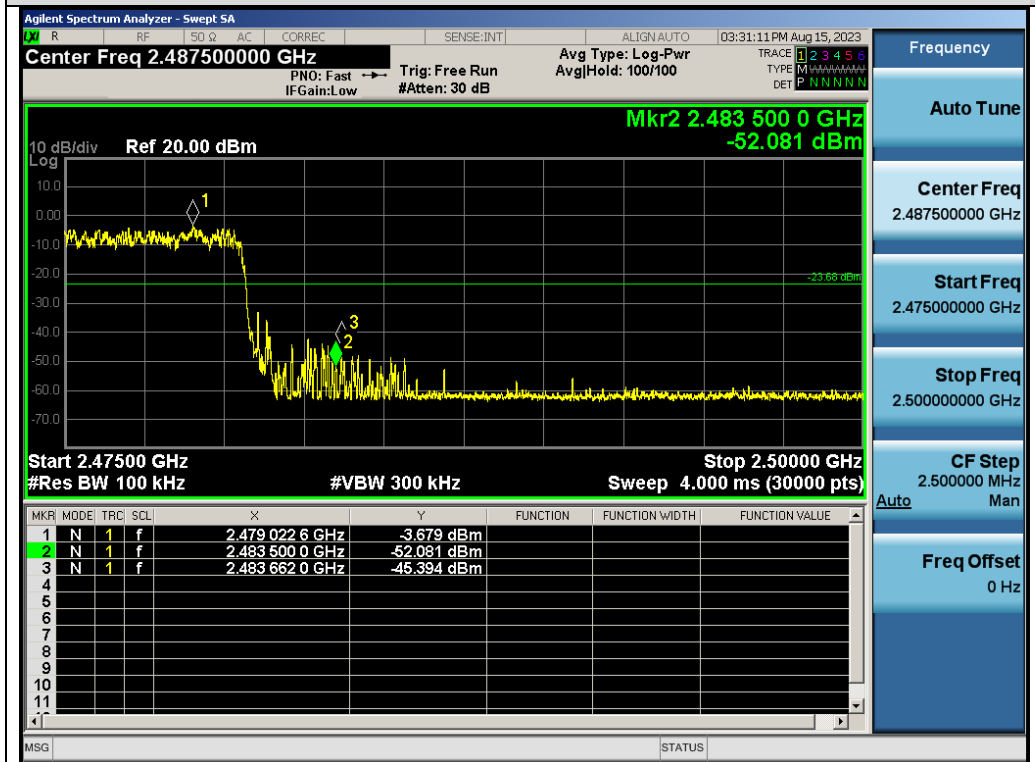 Agilent Spectrum Analyzer - Swept SA
LXI R RF 50 Ω AC CORREC SENSE:INT ALIGN AUTO 03:31:11 PM Aug 15, 2023
Center Freq 2.487500000 GHz
PNO: Fast
IFGain:Low
Trig: Free Run
#Atten: 30 dB
Avg Type: Log-Pwr
Avg|Hold: 100/100
TRACE 1 2 3 4 5 6
TYPE M W W W W W
DET P N N N N N
Mkr2 2.483 500 0 GHz
-52.081 dBm
10 dB/div Ref 20.00 dBm
Log
10.0
0.00
-10.0
-20.0
-30.0
-40.0
-50.0
-60.0
-70.0
1
-23.68 dBm
3
2
Start 2.47500 GHz Stop 2.50000 GHz
#Res BW 100 kHz #VBW 300 kHz Sweep 4.000 ms (30000 pts)
MKR MODE TRC SCL X Y FUNCTION FUNCTION WIDTH FUNCTION VALUE
1 N 1 f 2.479 022 6 GHz -3.679 dBm
2 N 1 f 2.483 500 0 GHz -52.081 dBm
3 N 1 f 2.483 662 0 GHz -45.394 dBm
4
5
6
7
8
9
10
11
MSG STATUS
Frequency
Auto Tune
Center Freq
2.487500000 GHz
Start Freq
2.475000000 GHz
Stop Freq
2.500000000 GHz
CF Step
2.500000 MHz
Auto Man
Freq Offset
0 Hz